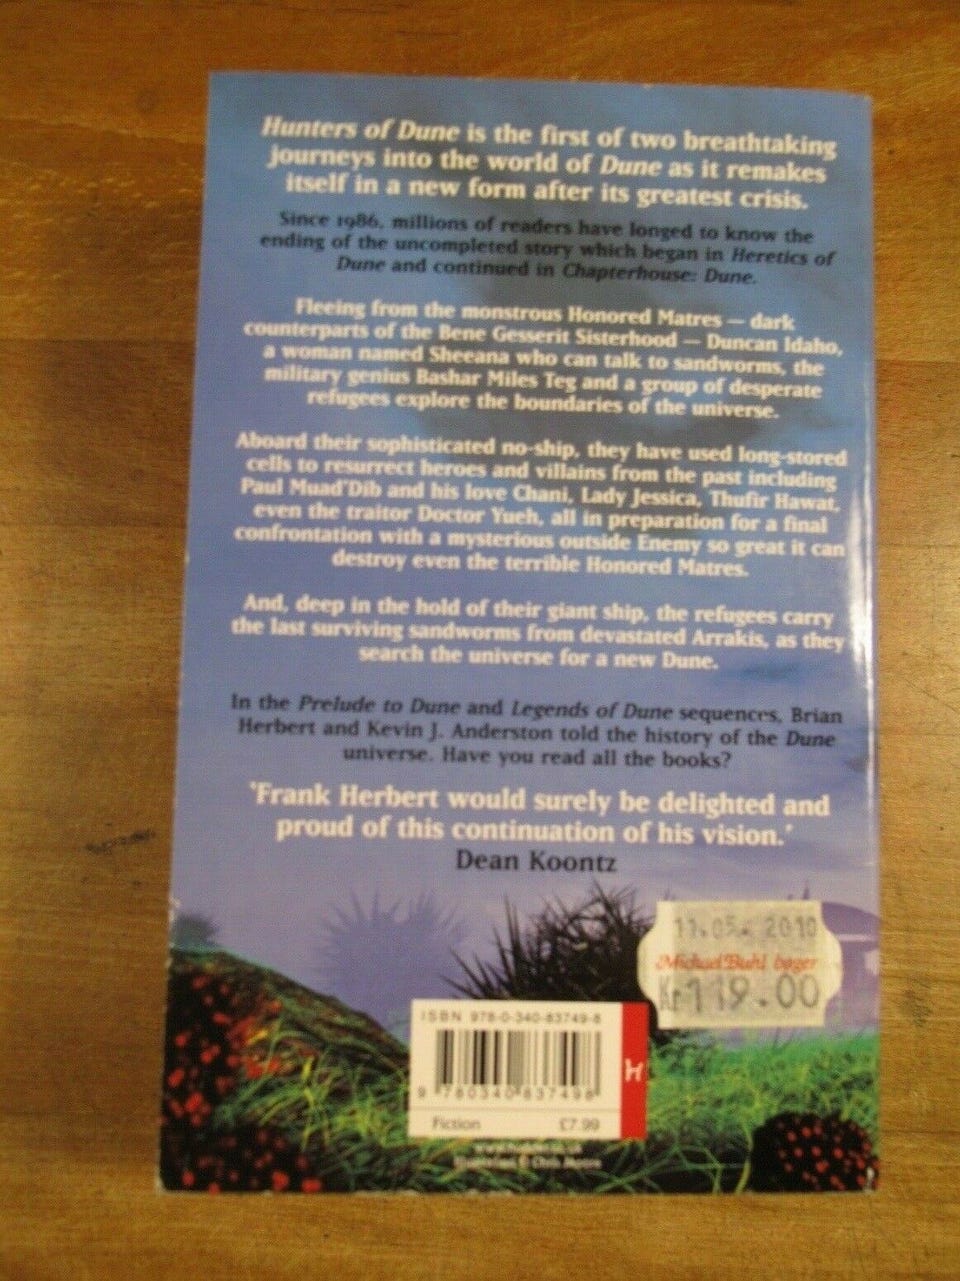 Hunters of Dune is the first of two breathtaking
journeys into the world of Dune as it remakes
itself in a new form after its greatest crisis.
Since 1986, millions of readers have longed to know the
ending of the uncompleted story which began in Heretics of
Dune and continued in Chapterhouse: Dune.
Fleeing from the monstrous Honored Matres — dark
counterparts of the Bene Gesserit Sisterhood — Duncan Idaho,
a woman named Sheeana who can talk to sandworms, the
military genius Bashar Miles Teg and a group of desperate
refugees explore the boundaries of the universe.
Aboard their sophisticated no-ship, they have used long-stored
cells to resurrect heroes and villains from the past including
Paul Muad'Dib and his love Chani, Lady Jessica, Thufir Hawat,
even the traitor Doctor Yueh, all in preparation for a final
confrontation with a mysterious outside Enemy so great it can
destroy even the terrible Honored Matres.
And, deep in the hold of their giant ship, the refugees carry
the last surviving sandworms from devastated Arrakis, as they
search the universe for a new Dune.
In the Prelude to Dune and Legends of Dune sequences, Brian
Herbert and Kevin J. Anderston told the history of the Dune
universe. Have you read all the books?
'Frank Herbert would surely be delighted and
proud of this continuation of his vision.'
Dean Koontz
11.05. 2010
Michael Buhl bøger
Kr 119.00
ISBN 978-0-340-83749-8
H
9 780340 837498
Fiction £7.99